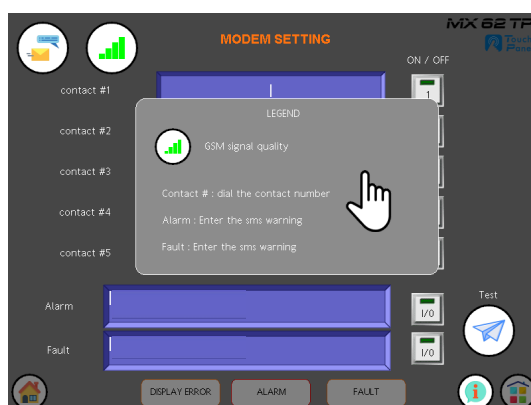 MX 62 TP
MODEM SETTING
Touch
Panel
ON / OFF
contact #1
1
LEGEND
contact #2
GSM signal quality
contact #3
Contact # : dial the contact number
contact #4
Alarm : Enter the sms warning
contact #5
Fault : Enter the sms warning
Test
Alarm
I/O
Fault
I/O
DISPLAY ERROR
ALARM
FAULT
i